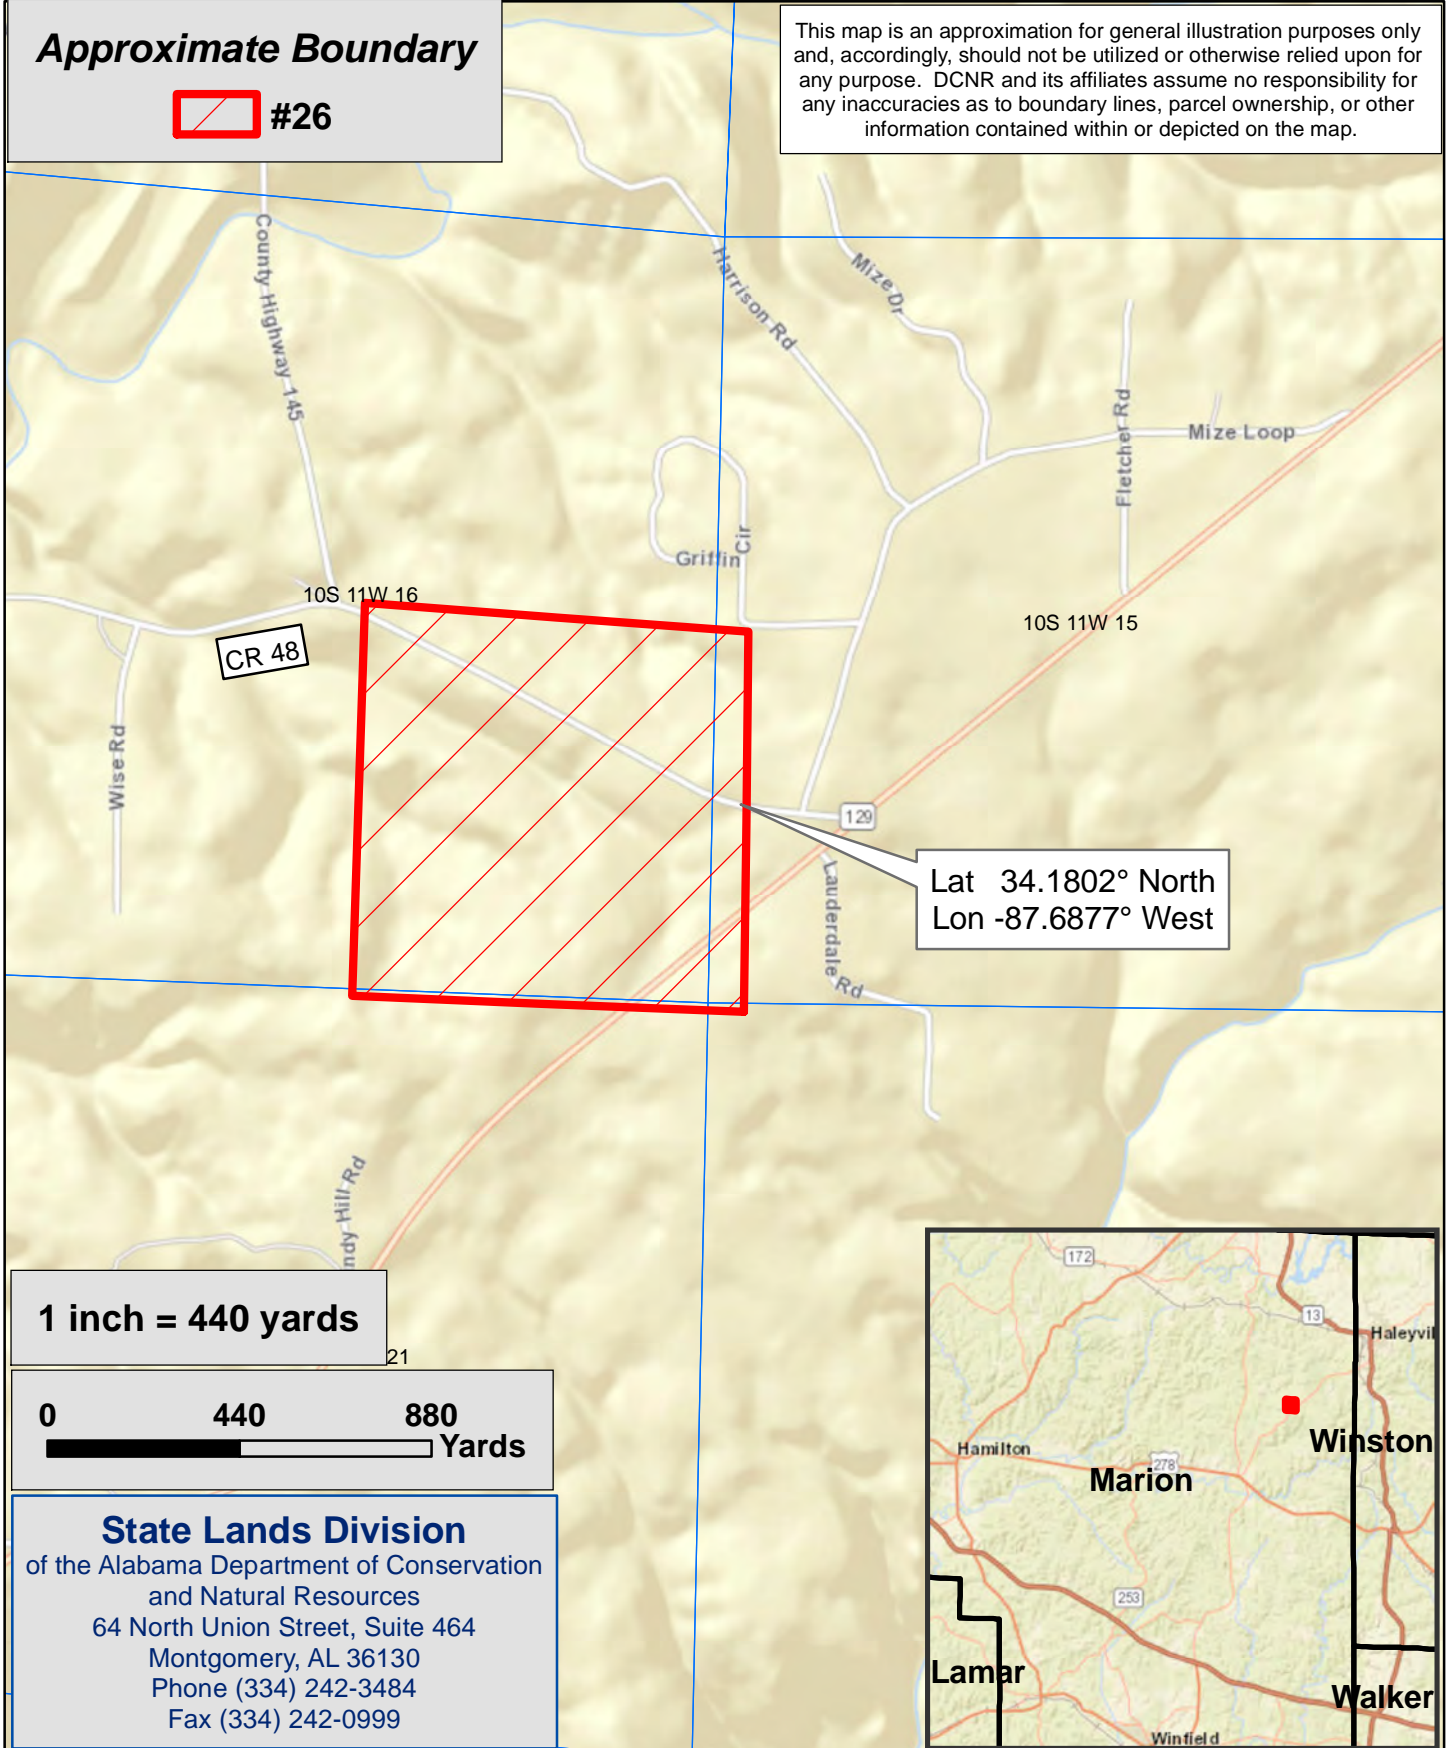 Approximate Boundary
#26
This map is an approximation for general illustration purposes only
and, accordingly, should not be utilized or otherwise relied upon for
any purpose. DCNR and its affiliates assume no responsibility for
any inaccuracies as to boundary lines, parcel ownership, or other
information contained within or depicted on the map.
County Highway 145
Harrison Rd
Mize Dr
Fletcher Rd
Mize Loop
Griffin Cir
10S 11W 16
10S 11W 15
CR 48
Wise Rd
129
Lat 34.1802° North
Lon -87.6877° West
Lauderdale Rd
ndy Hill Rd
1 inch = 440 yards
21
0 440 880
Yards
State Lands Division
of the Alabama Department of Conservation
and Natural Resources
64 North Union Street, Suite 464
Montgomery, AL 36130
Phone (334) 242-3484
Fax (334) 242-0999
172
13
Haleyvil
Hamilton
278
Marion
Winston
253
Lamar
Walker
Winfield